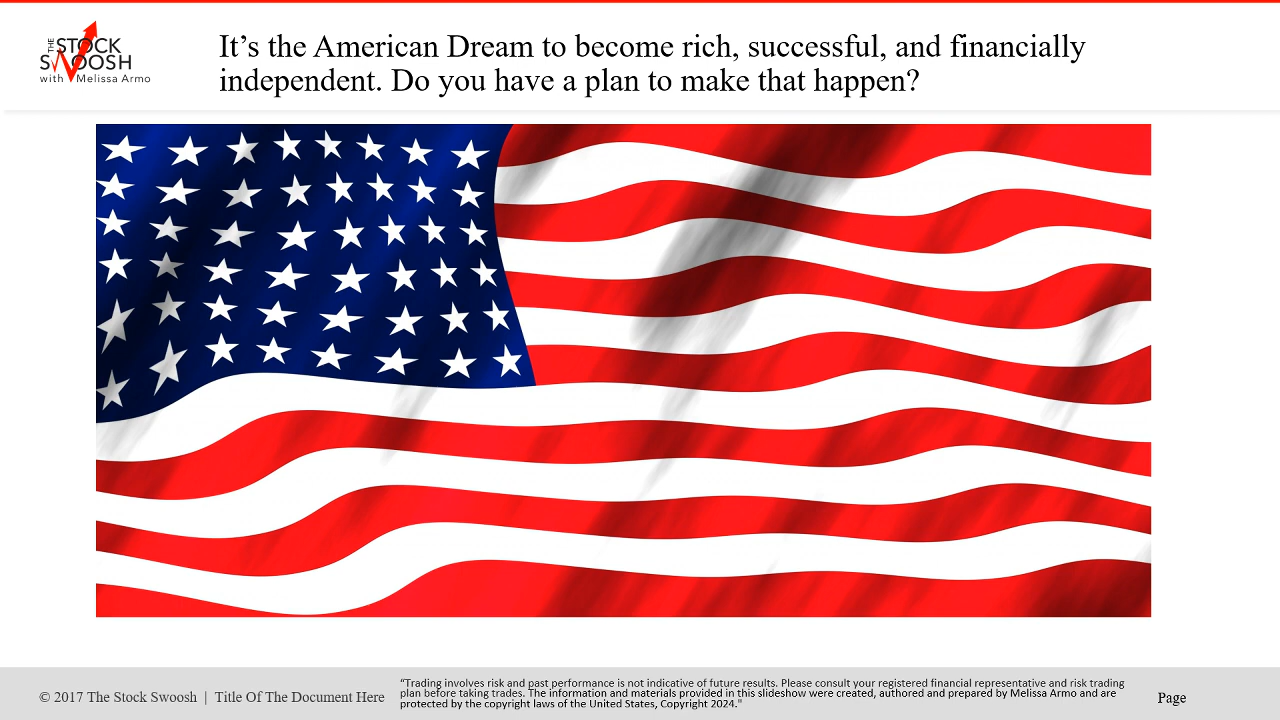 THE
STOCK
SWOOSH
with Melissa Armo
It’s the American Dream to become rich, successful, and financially
independent. Do you have a plan to make that happen?
© 2017 The Stock Swoosh | Title Of The Document Here
“Trading involves risk and past performance is not indicative of future results. Please consult your registered financial representative and risk trading
plan before taking trades. The information and materials provided in this slideshow were created, authored and prepared by Melissa Armo and are
protected by the copyright laws of the United States, Copyright 2024."
Page